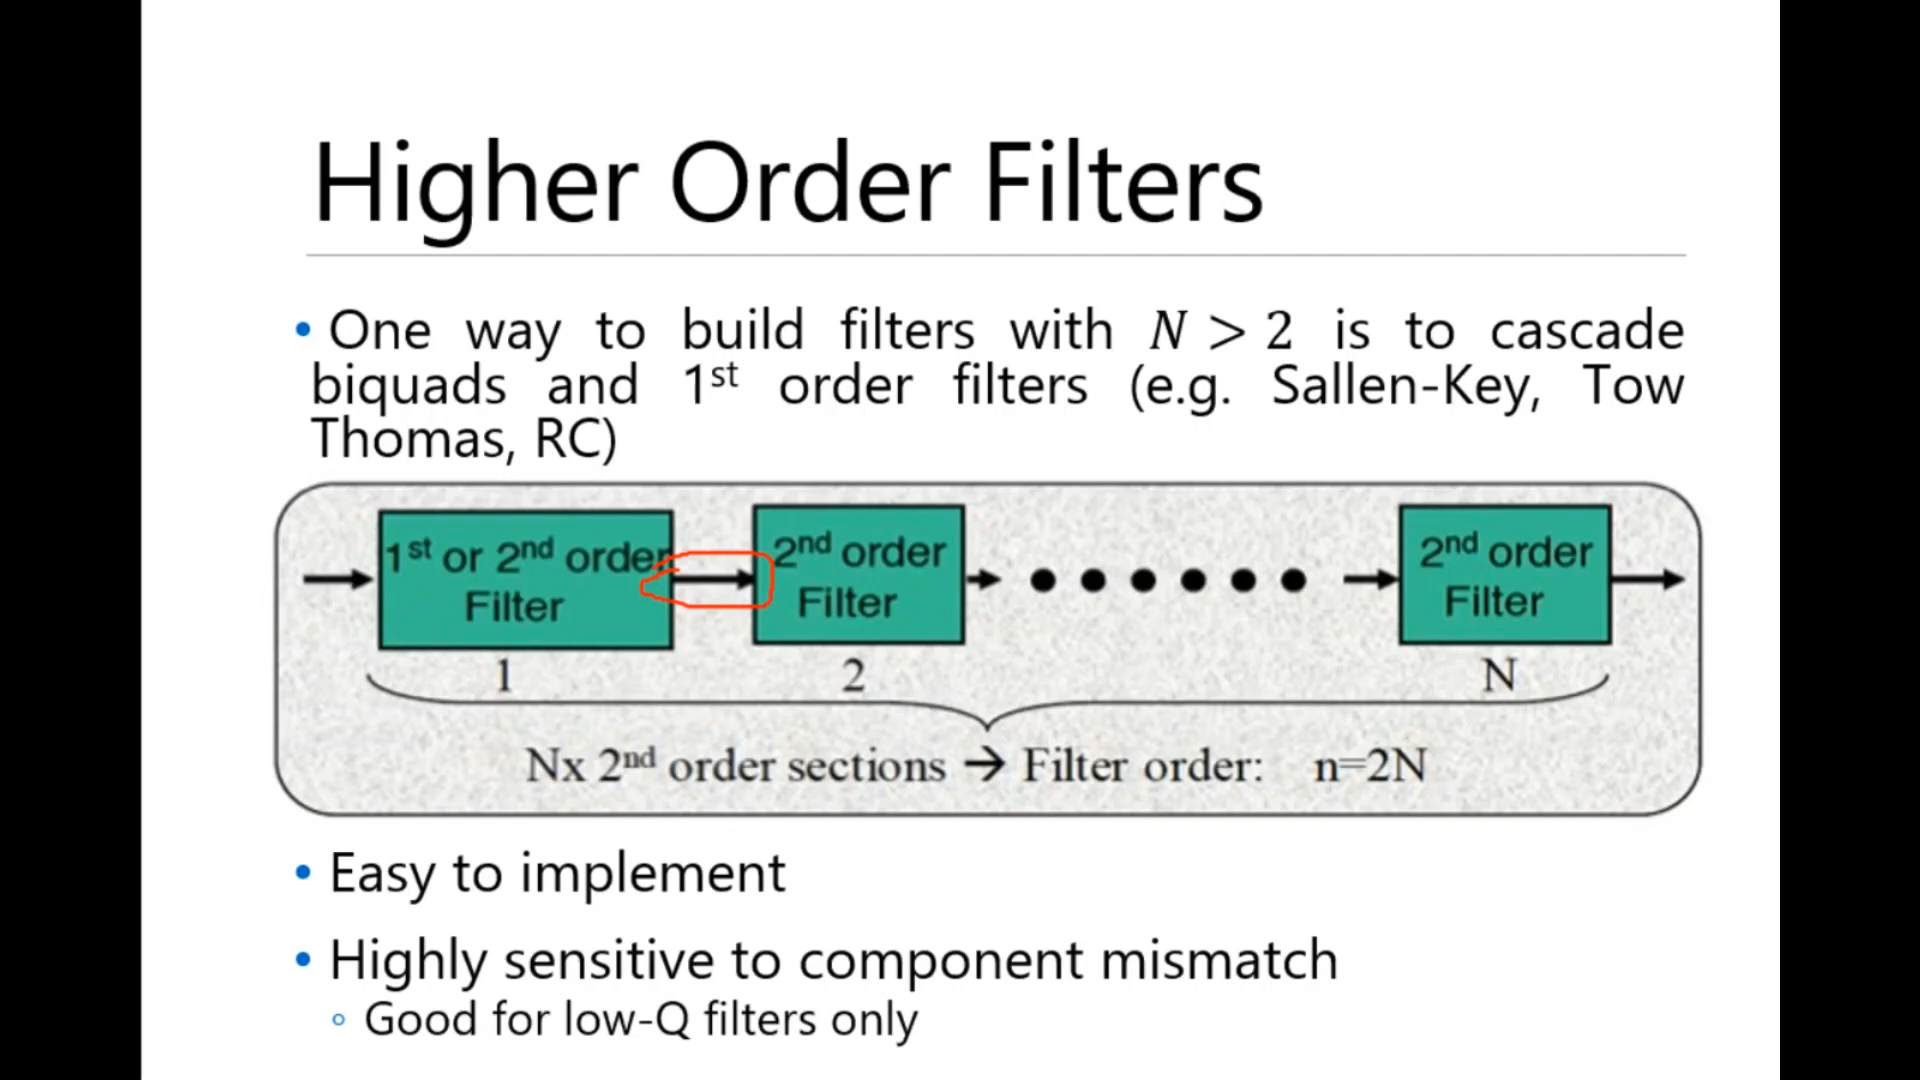 Higher Order Filters
• One way to build filters with N > 2 is to cascade
biquads and 1st order filters (e.g. Sallen-Key, Tow
Thomas, RC)
1st or 2nd order
Filter
2nd order
Filter
2nd order
Filter
1
2
N
Nx 2nd order sections → Filter order: n=2N
• Easy to implement
• Highly sensitive to component mismatch
◦ Good for low-Q filters only